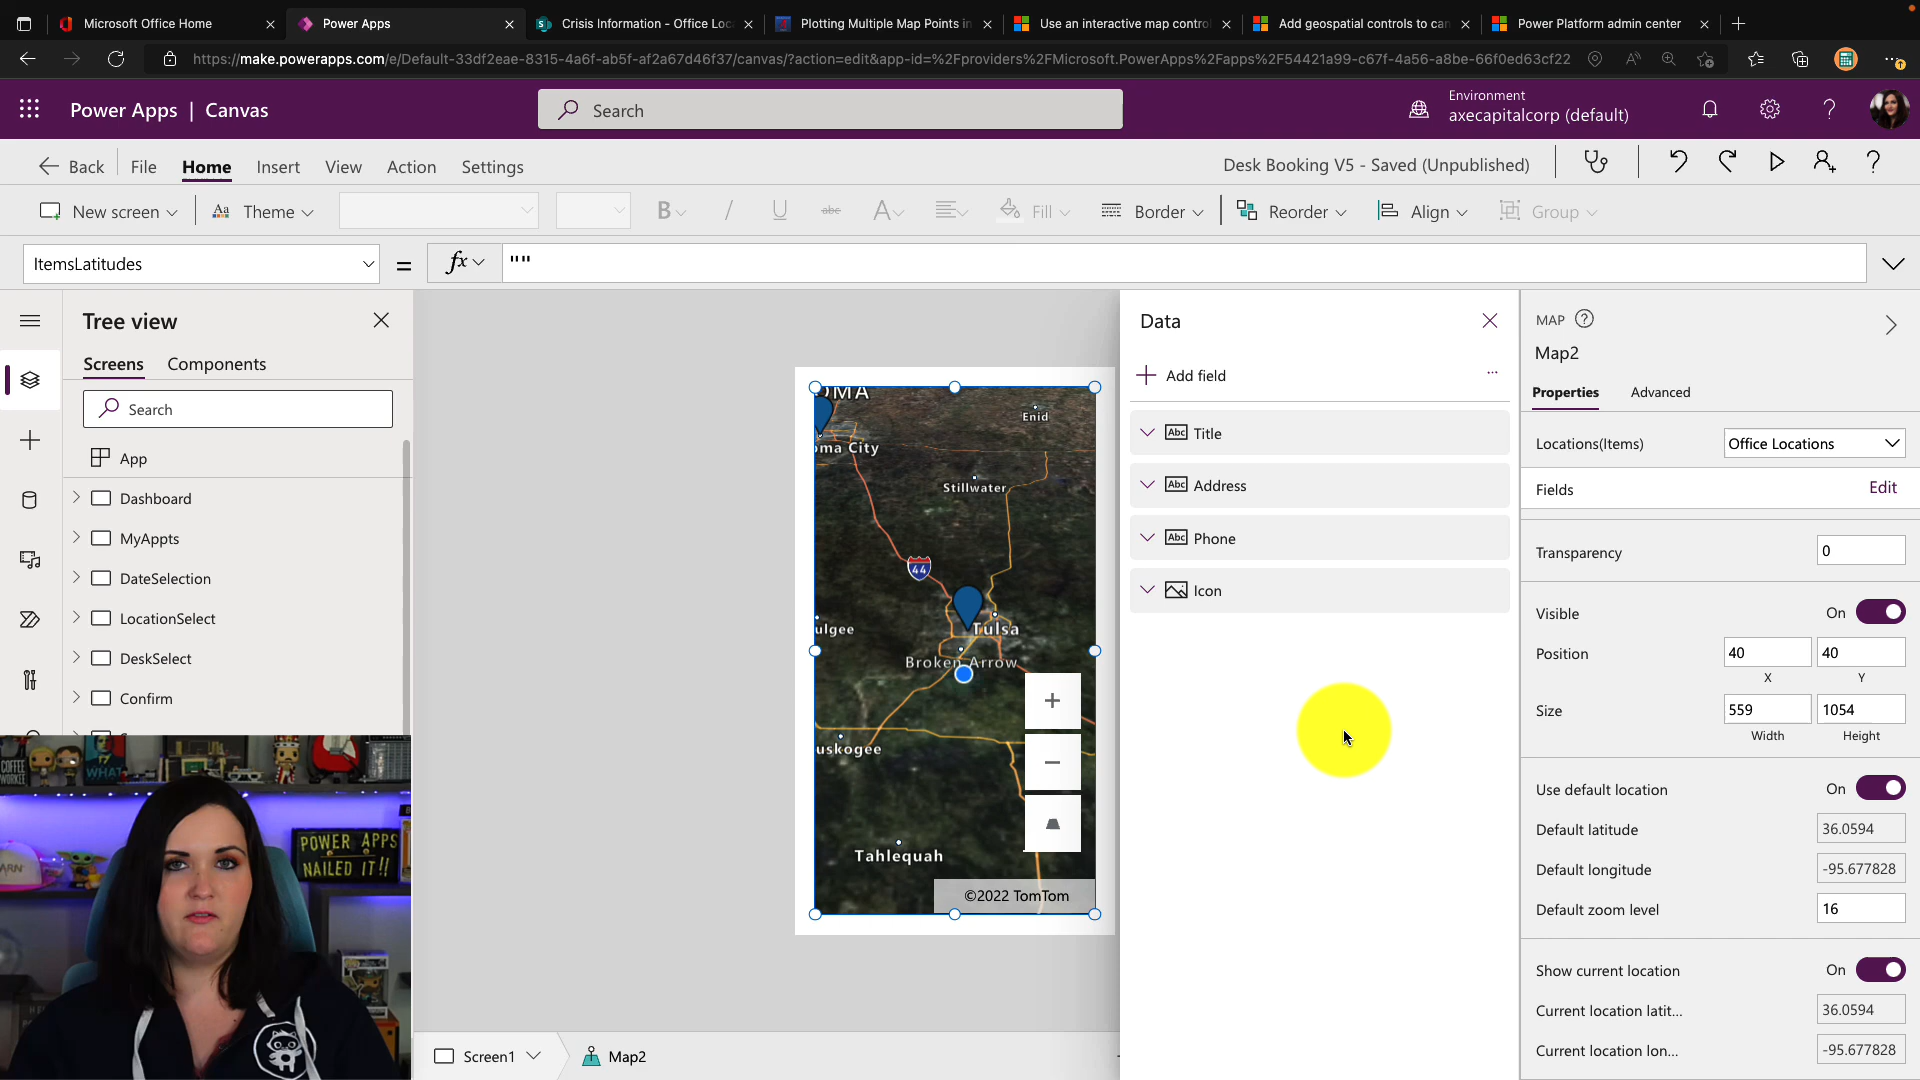 Microsoft Office Home
Power Apps
Crisis Information - Office Loc
Plotting Multiple Map Points in
Use an interactive map contro
Add geospatial controls to can
Power Platform admin center
https://make.powerapps.com/e/Default-33df2eae-8315-4a6f-ab5f-af2a67d46f37/canvas/?action=edit&app-id=%2Fproviders%2FMicrosoft.PowerApps%2Fapps%2F54421a99-c67f-4a56-a8be-66f0ed63cf22
Power Apps | Canvas
Search
Environment
axecapitalcorp (default)
Back
File
Home
Insert
View
Action
Settings
Desk Booking V5 - Saved (Unpublished)
New screen
Theme
B
/
U
abc
A
Fill
Border
Reorder
Align
Group
ItemsLatitudes
=
fx
""
Tree view
Screens
Components
Search
App
Dashboard
MyAppts
DateSelection
LocationSelect
DeskSelect
Confirm
OMA
Enid
oma City
Stillwater
44
Tulsa
ulgee
Broken Arrow
uskogee
Tahlequah
©2022 TomTom
Data
Add field
...
Abc Title
Abc Address
Abc Phone
Icon
MAP
Map2
Properties
Advanced
Locations(Items)
Office Locations
Fields
Edit
Transparency
0
Visible
On
Position
40
40
X
Y
Size
559
1054
Width
Height
Use default location
On
Default latitude
36.0594
Default longitude
-95.677828
Default zoom level
16
Show current location
On
Current location latit...
36.0594
Current location lon...
-95.677828
Screen1
Map2
COFFEE
WHAT
POWER APPS
NAILED IT!!